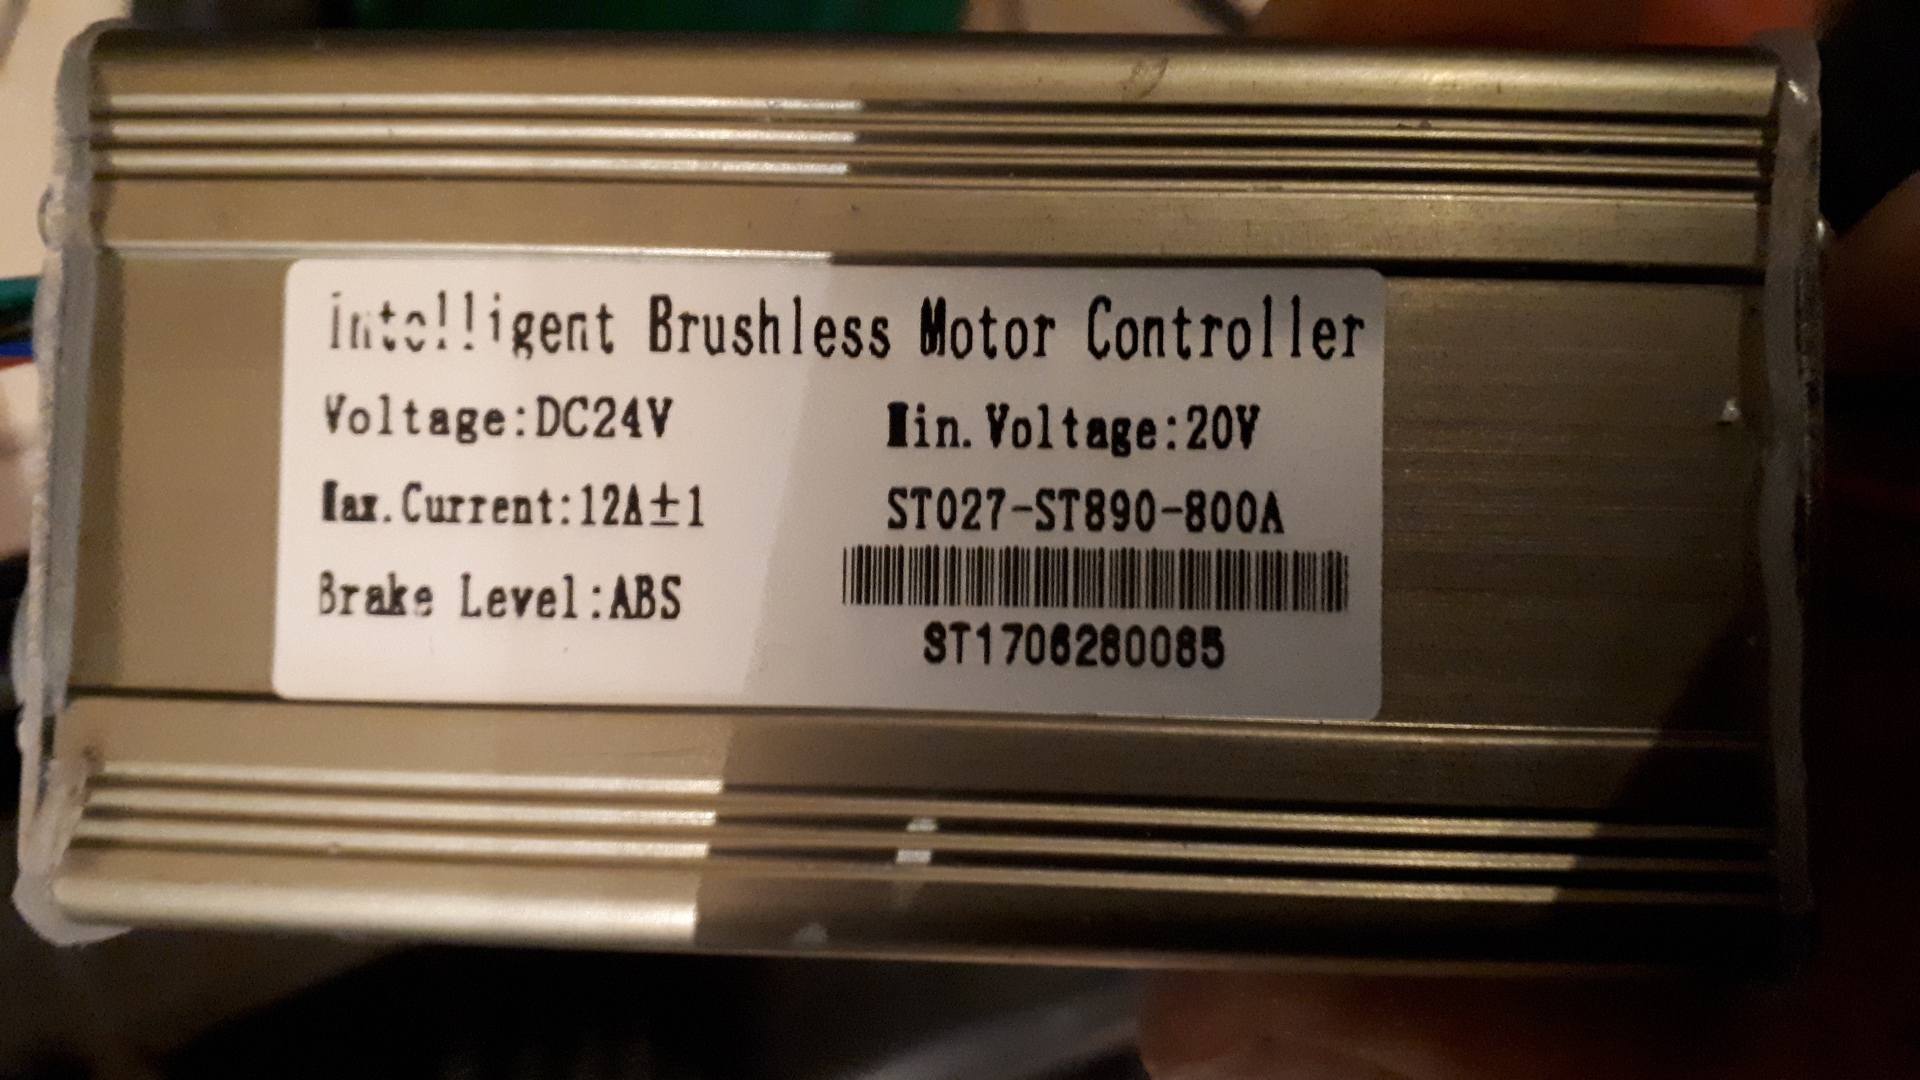 Intelligent Brushless Motor Controller
Voltage:DC24V
Min.Voltage:20V
Max.Current:12A±1
ST027-ST890-800A
Brake Level:ABS
ST1706280085